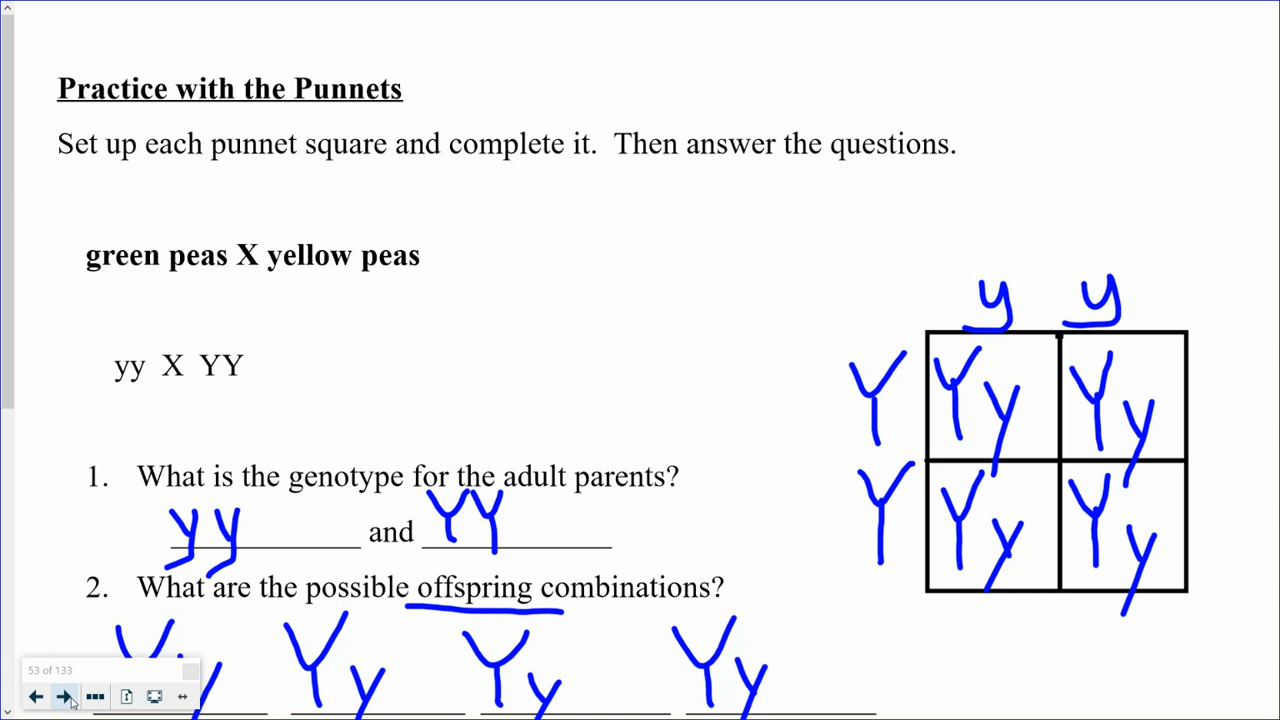 Practice with the Punnets
Set up each punnet square and complete it. Then answer the questions.
green peas X yellow peas
y y
yy X YY
Y Yy Yy
Y Yy Yy
1. What is the genotype for the adult parents?
yy and YY
2. What are the possible offspring combinations?
Yy Yy Yy Yy
53 of 133